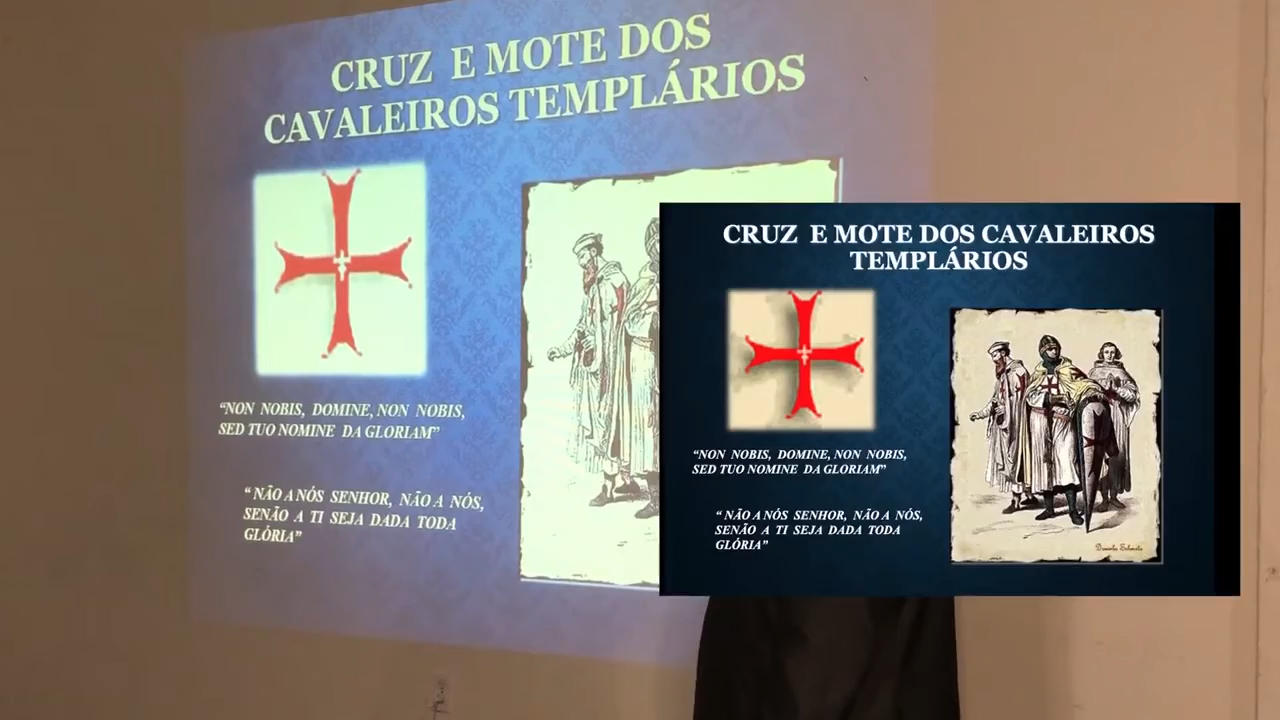 CRUZ E MOTE DOS
CAVALEIROS TEMPLÁRIOS
“NON NOBIS, DOMINE, NON NOBIS,
SED TUO NOMINE DA GLORIAM”
“ NÃO A NÓS SENHOR, NÃO A NÓS,
SENÃO A TI SEJA DADA TODA
GLÓRIA”
CRUZ E MOTE DOS CAVALEIROS
TEMPLÁRIOS
“NON NOBIS, DOMINE, NON NOBIS,
SED TUO NOMINE DA GLORIAM”
“ NÃO A NÓS SENHOR, NÃO A NÓS,
SENÃO A TI SEJA DADA TODA
GLÓRIA”